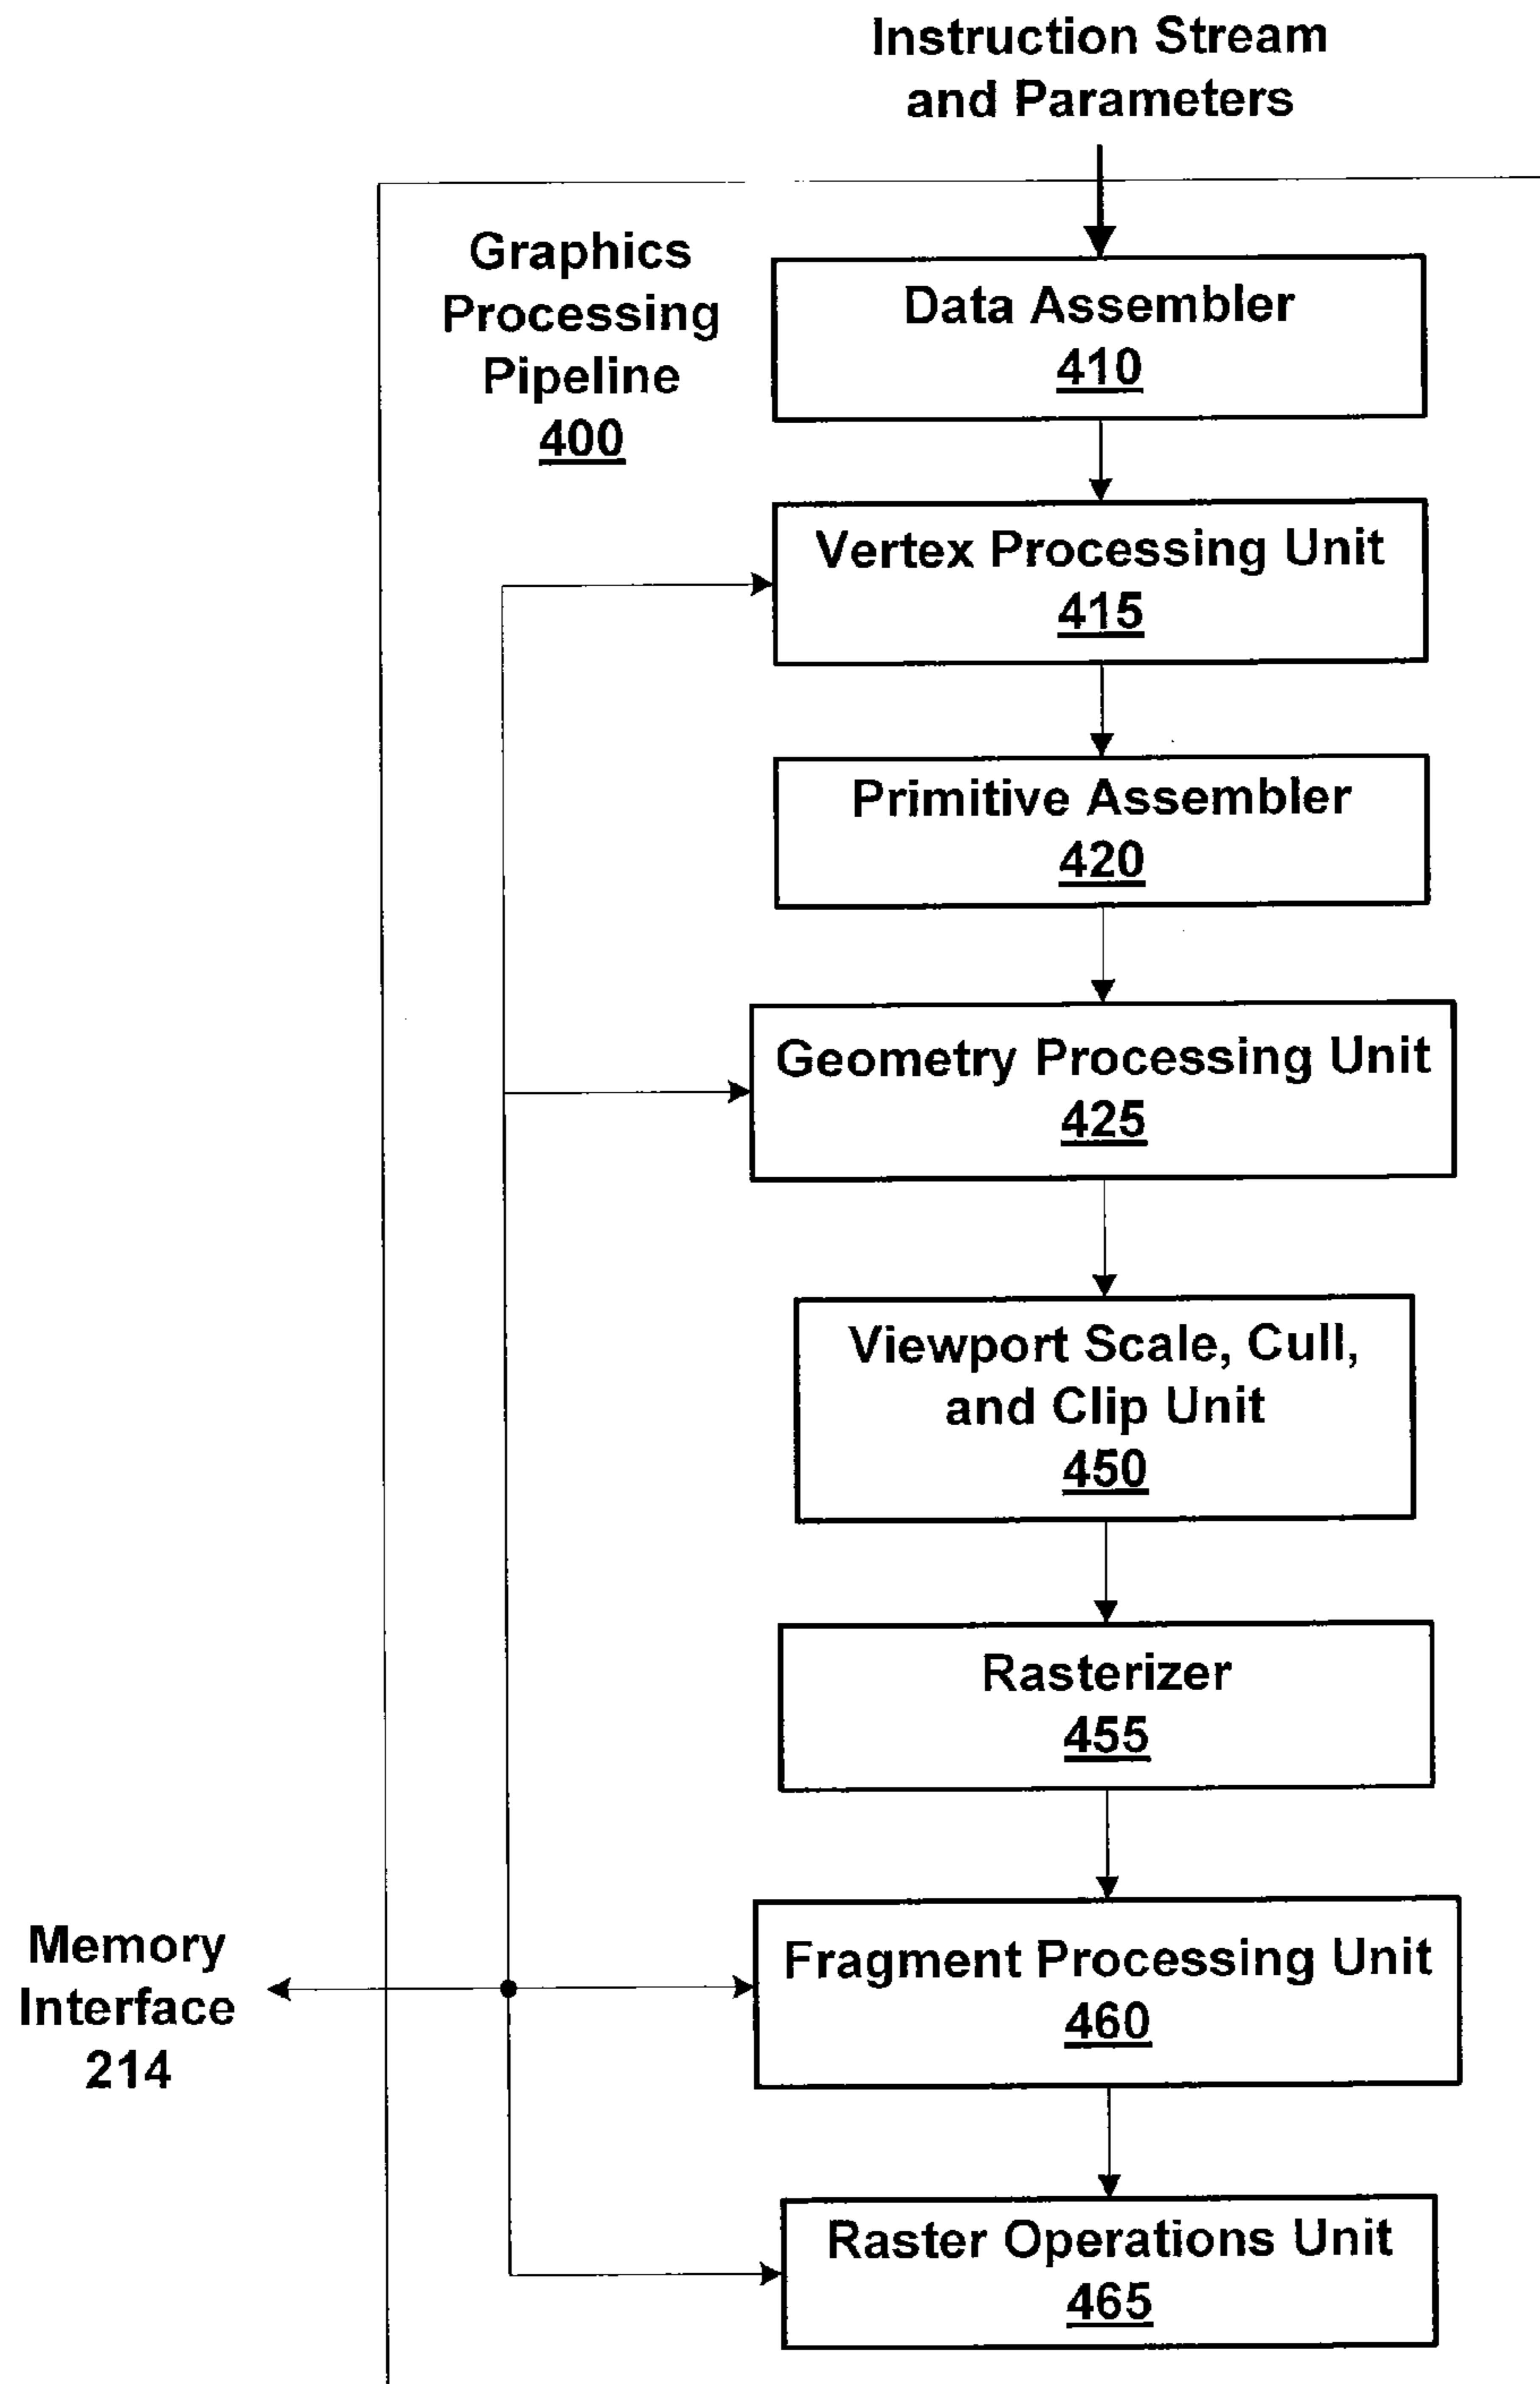 Instruction Stream
and Parameters
Graphics
Processing
Pipeline
400
Data Assembler
410
Vertex Processing Unit
415
Primitive Assembler
420
Geometry Processing Unit
425
Viewport Scale, Cull,
and Clip Unit
450
Rasterizer
455
Memory
Interface
214
Fragment Processing Unit
460
Raster Operations Unit
465